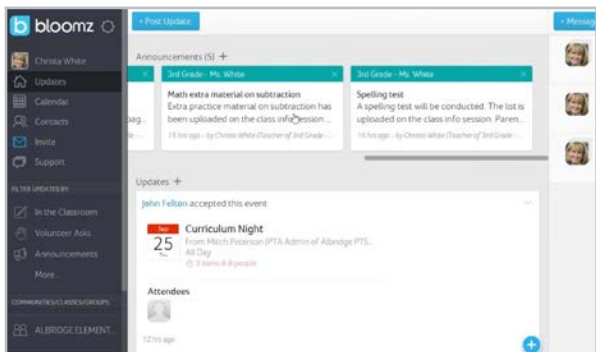 bloomz
Christa White
Updates
Calendar
Contacts
Invite
Support
FILTER UPDATES BY
In the Classroom
Volunteer Asks
Announcements
More...
COMMUNITIES/CLASSES/GROUPS
ALBRIDGE ELEMENT...
+ Post Update
Announcements (5) +
3rd Grade - Ms. White
Math extra material on subtraction
Extra practice material on subtraction has
been uploaded on the class info session ...
15 hrs ago - by Christa White (Teacher of 3rd Grade - ...
3rd Grade - Ms. White
Spelling test
A spelling test will be conducted. The list is
uploaded on the class info session. Paren...
16 hrs ago - by Christa White (Teacher of 3rd Grade - ...
Updates +
John Felton accepted this event
Sep
25
Curriculum Night
From Mitch Peterson (PTA Admin of Albridge PTS...
All Day
Attendees
12 hrs ago
+ Messag